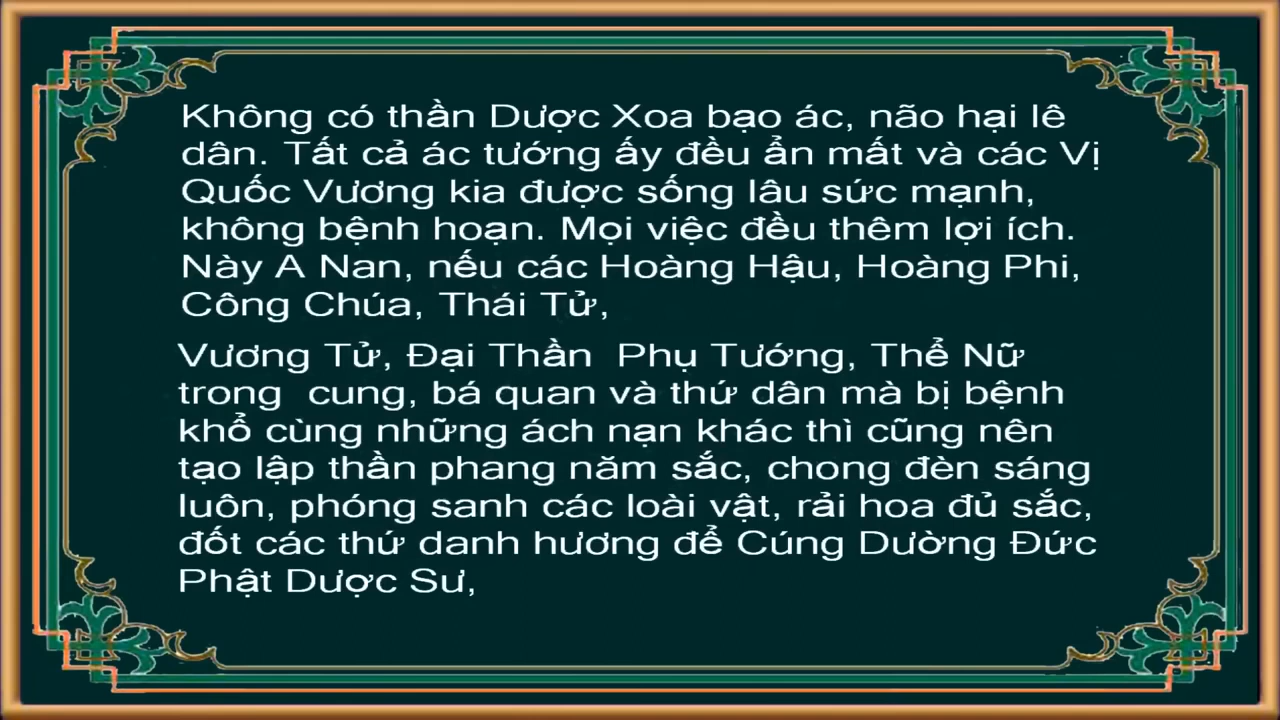 Không có thần Dược Xoa bạo ác, não hại lê
dân. Tất cả ác tướng ấy đều ẩn mất và các Vị
Quốc Vương kia được sống lâu sức mạnh,
không bệnh hoạn. Mọi việc đều thêm lợi ích.
Này A Nan, nếu các Hoàng Hậu, Hoàng Phi,
Công Chúa, Thái Tử,
Vương Tử, Đại Thần Phụ Tướng, Thể Nữ
trong cung, bá quan và thứ dân mà bị bệnh
khổ cùng những ách nạn khác thì cũng nên
tạo lập thần phang năm sắc, chong đèn sáng
luôn, phóng sanh các loài vật, rải hoa đủ sắc,
đốt các thứ danh hương để Cúng Dường Đức
Phật Dược Sư,